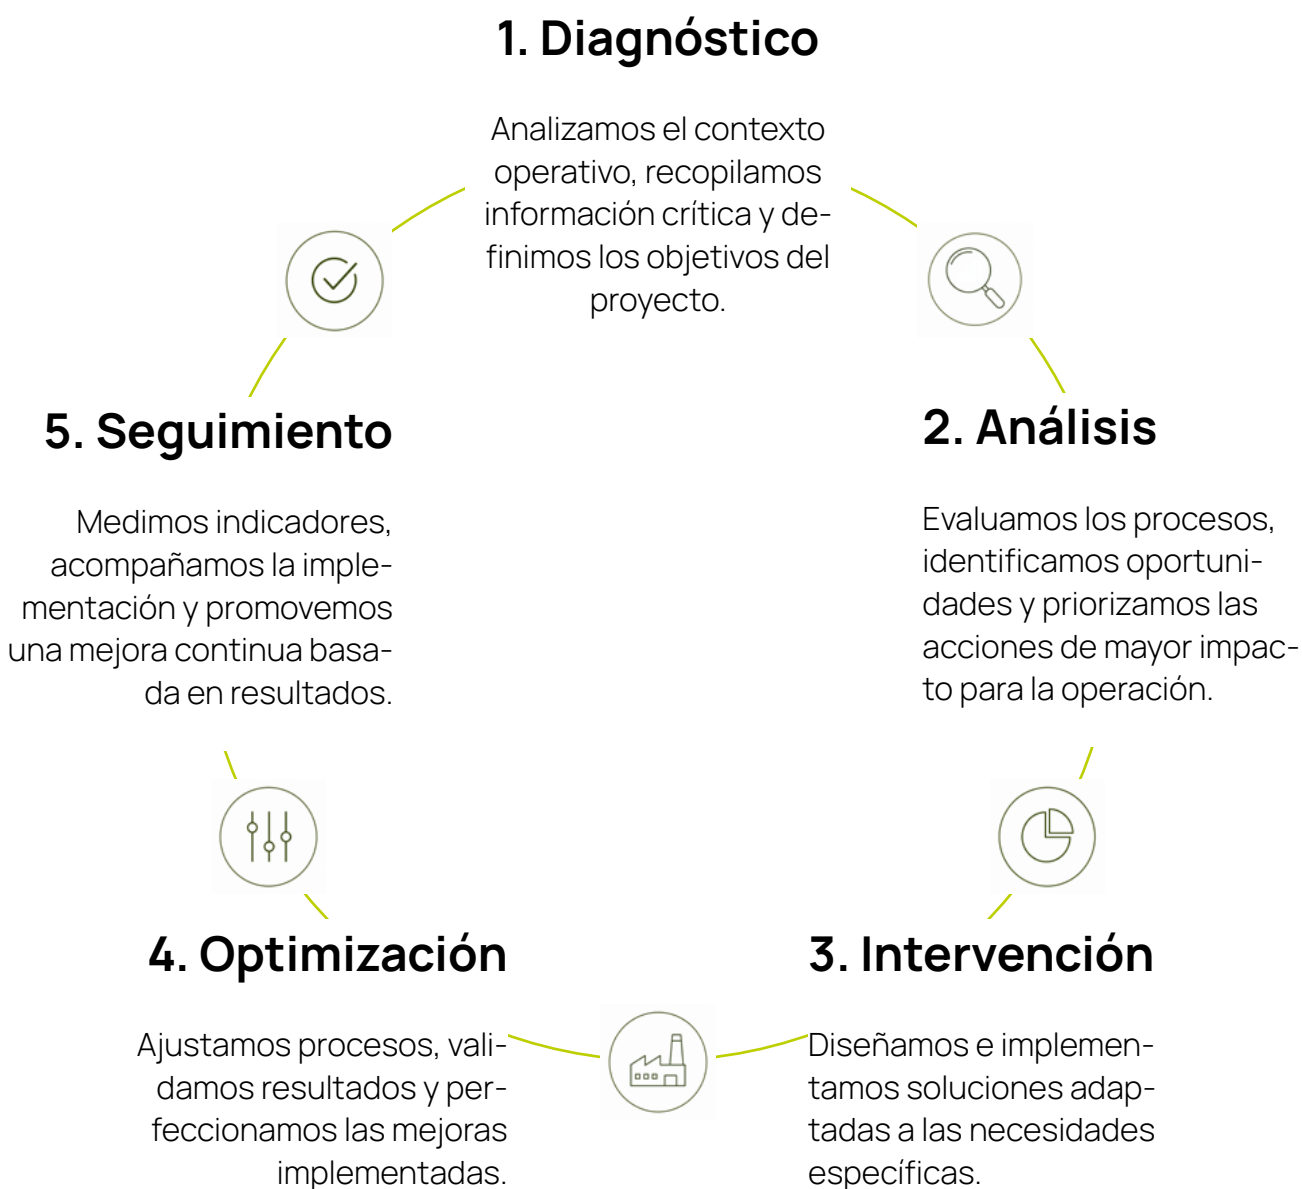 1. Diagnóstico
Analizamos el contexto
operativo, recopilamos
información crítica y de-
finimos los objetivos del
proyecto.
2. Análisis
Evaluamos los procesos,
identificamos oportuni-
dades y priorizamos las
acciones de mayor impac-
to para la operación.
3. Intervención
Diseñamos e implemen-
tamos soluciones adap-
tadas a las necesidades
específicas.
4. Optimización
Ajustamos procesos, vali-
damos resultados y per-
feccionamos las mejoras
implementadas.
5. Seguimiento
Medimos indicadores,
acompañamos la imple-
mentación y promovemos
una mejora continua basa-
da en resultados.